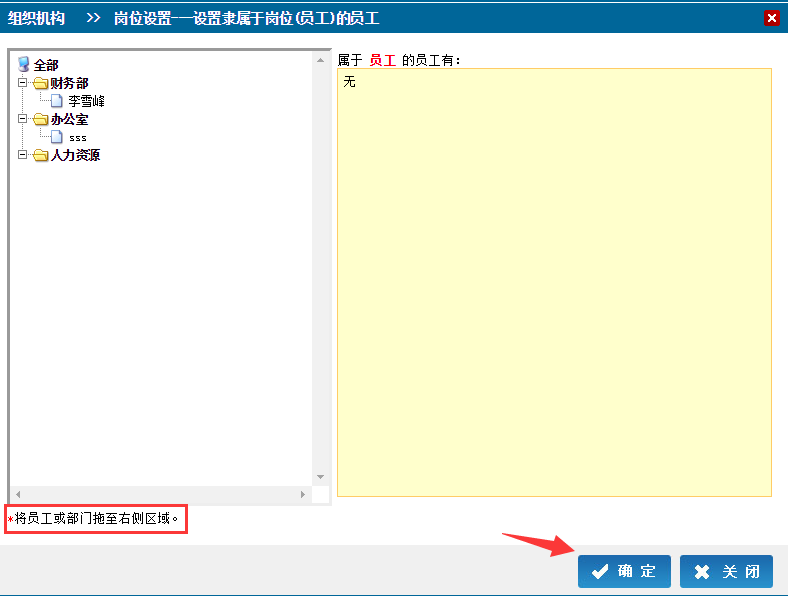 组织机构 >> 岗位设置---设置隶属于岗位(员工)的员工
全部
财务部
李雪峰
办公室
sss
人力资源
*将员工或部门拖至右侧区域。
属于 员工 的员工有:
无
确 定
关 闭